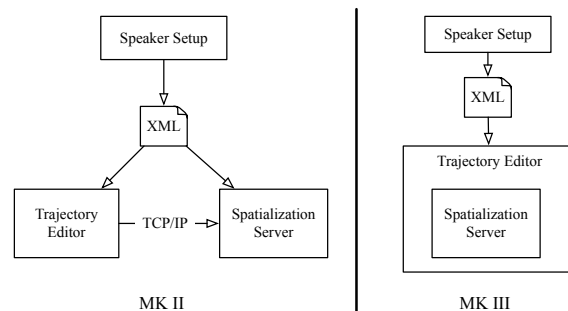 Speaker Setup
XML
Trajectory
Editor
TCP/IP
Spatialization
Server
MK II
Speaker Setup
XML
Trajectory Editor
Spatialization
Server
MK III